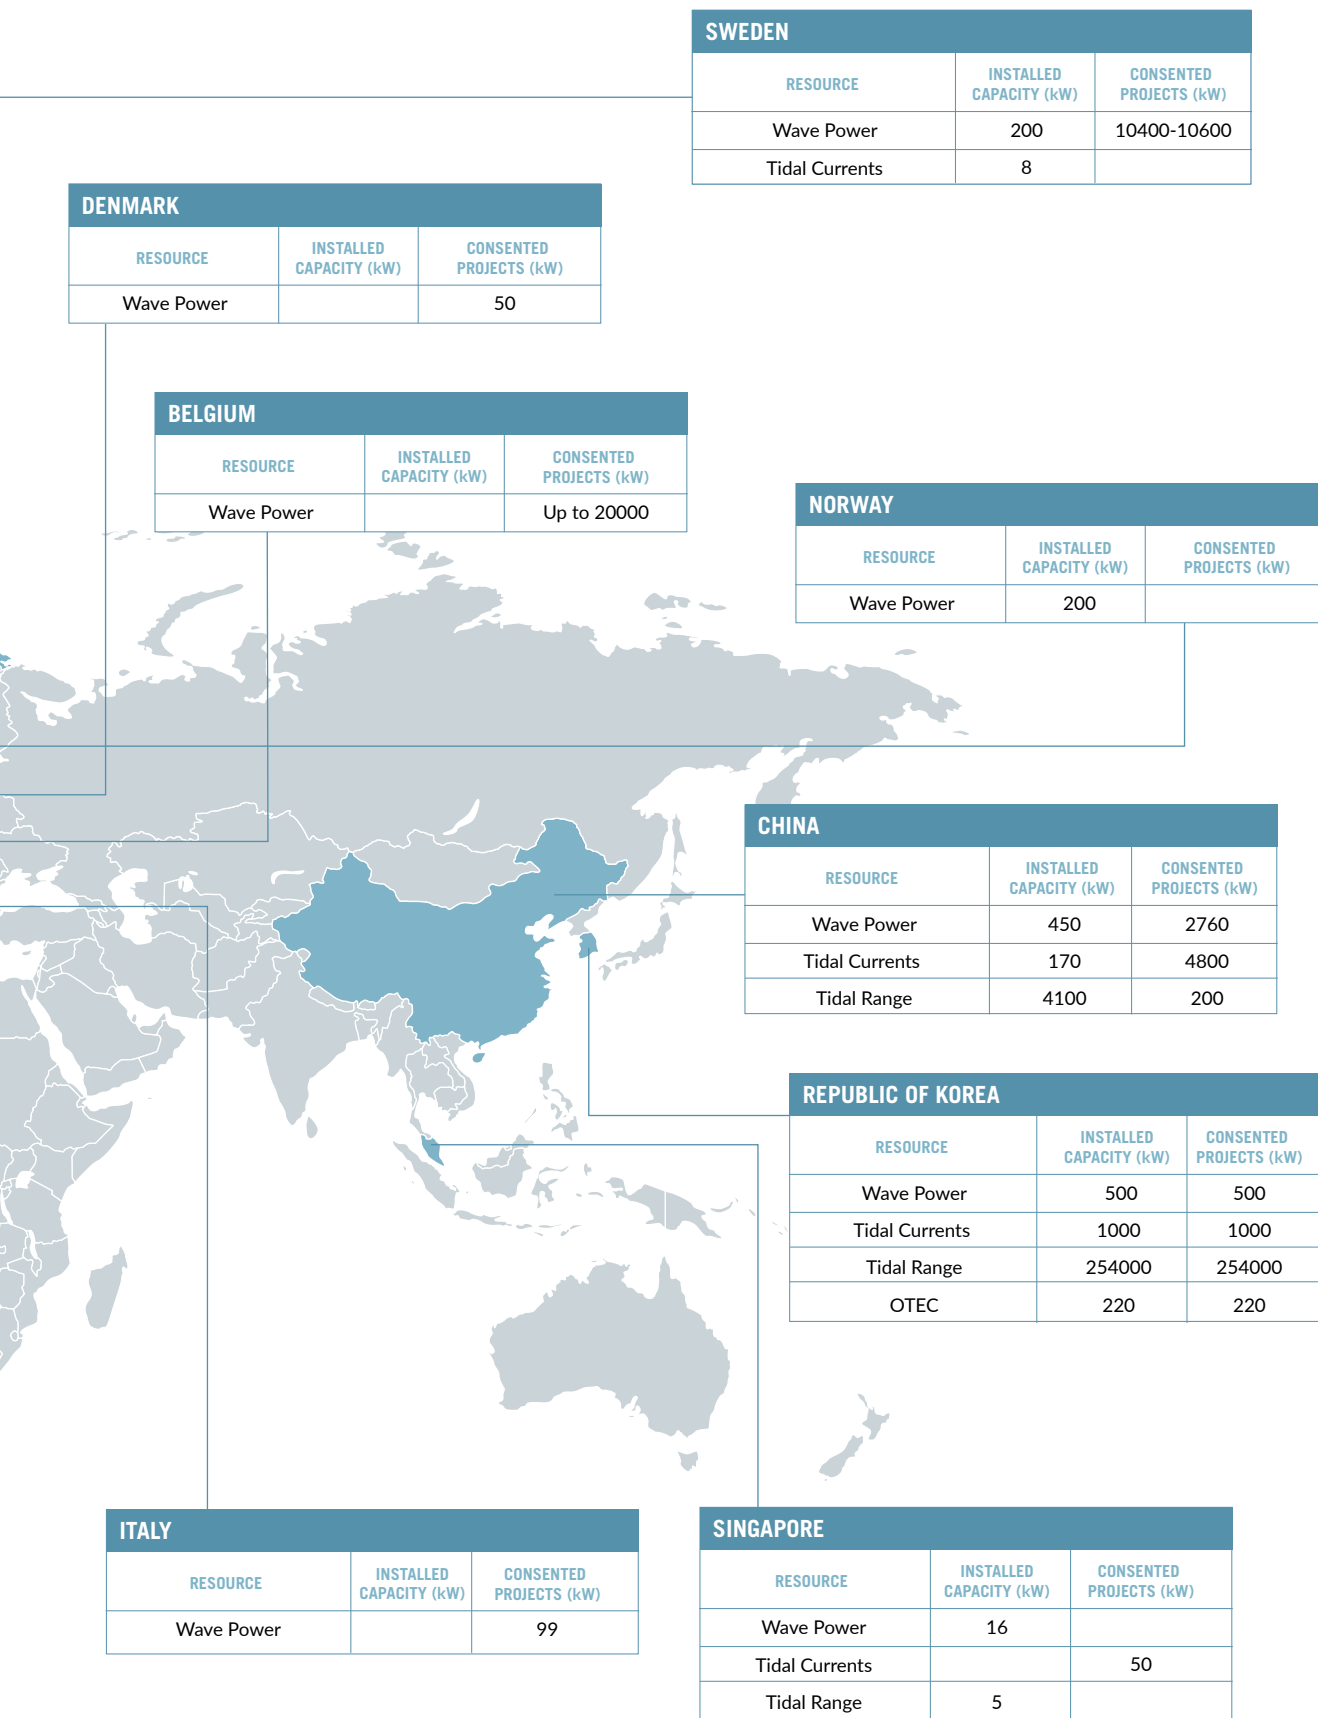 SWEDEN
RESOURCE INSTALLED CAPACITY (kW) CONSENTED PROJECTS (kW)
Wave Power 200 10400-10600
Tidal Currents 8
DENMARK
RESOURCE INSTALLED CAPACITY (kW) CONSENTED PROJECTS (kW)
Wave Power 50
BELGIUM
RESOURCE INSTALLED CAPACITY (kW) CONSENTED PROJECTS (kW)
Wave Power Up to 20000
NORWAY
RESOURCE INSTALLED CAPACITY (kW) CONSENTED PROJECTS (kW)
Wave Power 200
CHINA
RESOURCE INSTALLED CAPACITY (kW) CONSENTED PROJECTS (kW)
Wave Power 450 2760
Tidal Currents 170 4800
Tidal Range 4100 200
REPUBLIC OF KOREA
RESOURCE INSTALLED CAPACITY (kW) CONSENTED PROJECTS (kW)
Wave Power 500 500
Tidal Currents 1000 1000
Tidal Range 254000 254000
OTEC 220 220
ITALY
RESOURCE INSTALLED CAPACITY (kW) CONSENTED PROJECTS (kW)
Wave Power 99
SINGAPORE
RESOURCE INSTALLED CAPACITY (kW) CONSENTED PROJECTS (kW)
Wave Power 16
Tidal Currents 50
Tidal Range 5